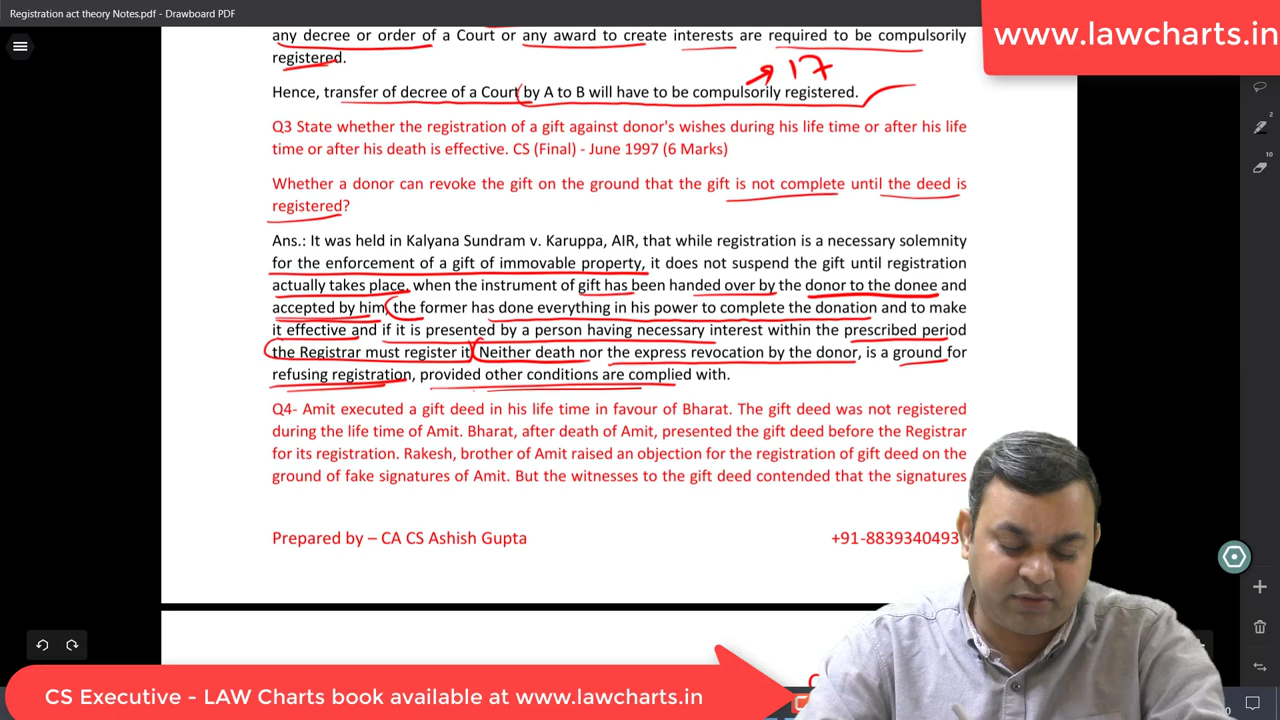 Registration act theory Notes.pdf - Drawboard PDF
www.lawcharts.in
any decree or order of a Court or any award to create interests are required to be compulsorily
registered.
17
Hence, transfer of decree of a Court by A to B will have to be compulsorily registered.
Q3 State whether the registration of a gift against donor's wishes during his life time or after his life
time or after his death is effective. CS (Final) - June 1997 (6 Marks)
Whether a donor can revoke the gift on the ground that the gift is not complete until the deed is
registered?
Ans.: It was held in Kalyana Sundram v. Karuppa, AIR, that while registration is a necessary solemnity
for the enforcement of a gift of immovable property, it does not suspend the gift until registration
actually takes place, when the instrument of gift has been handed over by the donor to the donee and
accepted by him, the former has done everything in his power to complete the donation and to make
it effective and if it is presented by a person having necessary interest within the prescribed period
the Registrar must register it. Neither death nor the express revocation by the donor, is a ground for
refusing registration, provided other conditions are complied with.
Q4- Amit executed a gift deed in his life time in favour of Bharat. The gift deed was not registered
during the life time of Amit. Bharat, after death of Amit, presented the gift deed before the Registrar
for its registration. Rakesh, brother of Amit raised an objection for the registration of gift deed on the
ground of fake signatures of Amit. But the witnesses to the gift deed contended that the signatures
Prepared by – CA CS Ashish Gupta
+91-8839340493
CS Executive - LAW Charts book available at www.lawcharts.in